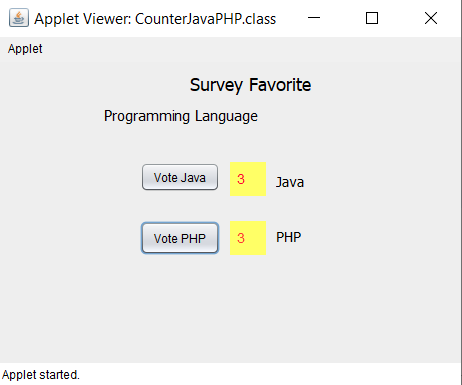 Applet Viewer: CounterJavaPHP.class
Applet
Survey Favorite
Programming Language
Vote Java 3 Java
Vote PHP 3 PHP
Applet started.